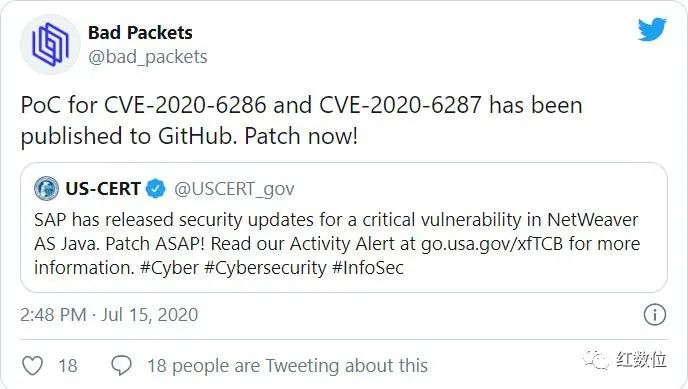 Bad Packets
@bad_packets
PoC for CVE-2020-6286 and CVE-2020-6287 has been
published to GitHub. Patch now!
US-CERT @USCERT_gov
SAP has released security updates for a critical vulnerability in NetWeaver
AS Java. Patch ASAP! Read our Activity Alert at go.usa.gov/xfTCB for more
information. #Cyber #Cybersecurity #InfoSec
2:48 PM · Jul 15, 2020
18 18 people are Tweeting about this
红数位